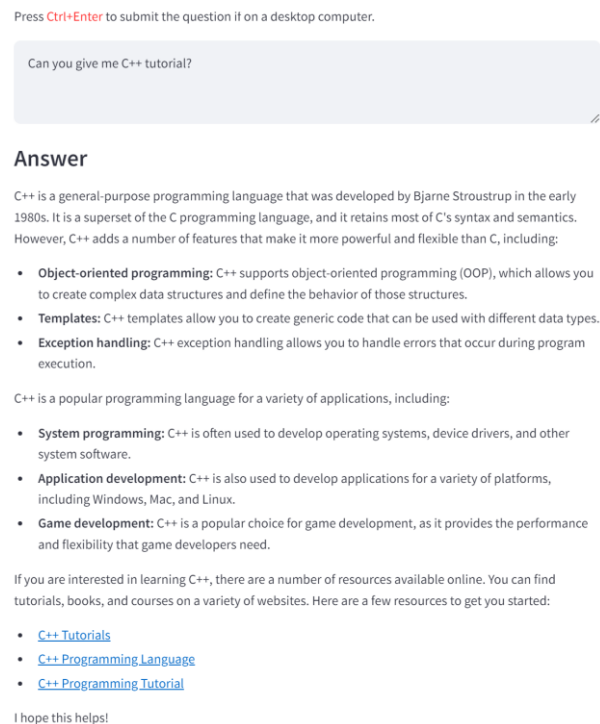 Press Ctrl+Enter to submit the question if on a desktop computer.
Can you give me C++ tutorial?
Answer
C++ is a general-purpose programming language that was developed by Bjarne Stroustrup in the early
1980s. It is a superset of the C programming language, and it retains most of C's syntax and semantics.
However, C++ adds a number of features that make it more powerful and flexible than C, including:
• Object-oriented programming: C++ supports object-oriented programming (OOP), which allows you
to create complex data structures and define the behavior of those structures.
• Templates: C++ templates allow you to create generic code that can be used with different data types.
• Exception handling: C++ exception handling allows you to handle errors that occur during program
execution.
C++ is a popular programming language for a variety of applications, including:
• System programming: C++ is often used to develop operating systems, device drivers, and other
system software.
• Application development: C++ is also used to develop applications for a variety of platforms,
including Windows, Mac, and Linux.
• Game development: C++ is a popular choice for game development, as it provides the performance
and flexibility that game developers need.
If you are interested in learning C++, there are a number of resources available online. You can find
tutorials, books, and courses on a variety of websites. Here are a few resources to get you started:
• C++ Tutorials
• C++ Programming Language
• C++ Programming Tutorial
I hope this helps!